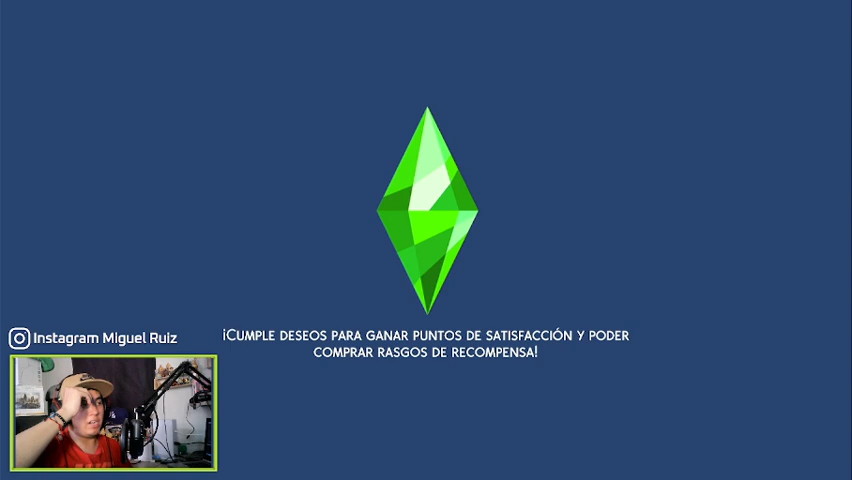 Instagram Miguel Ruiz
¡CUMPLE DESEOS PARA GANAR PUNTOS DE SATISFACCIÓN Y PODER
COMPRAR RASGOS DE RECOMPENSA!